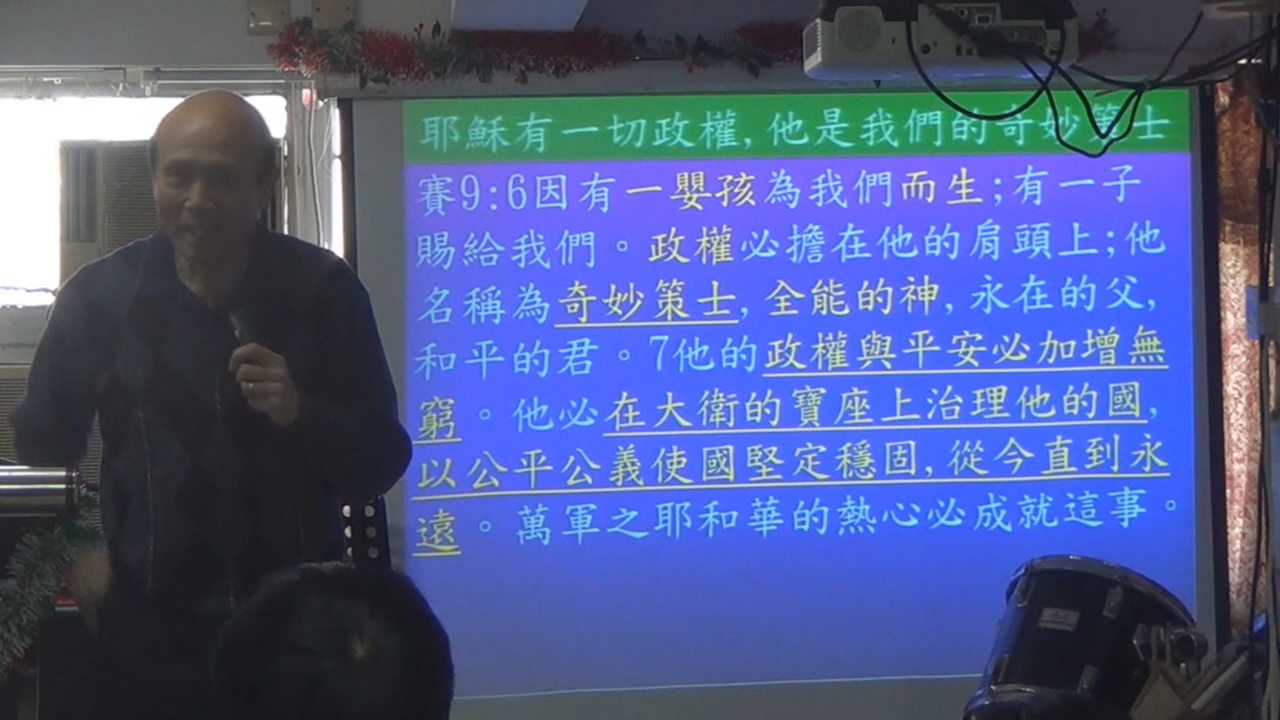 耶穌有一切政權,他是我們的奇妙策士
賽9:6因有一嬰孩為我們而生;有一子
賜給我們。政權必擔在他的肩頭上;他
名稱為奇妙策士,全能的神,永在的父,
和平的君。7他的政權與平安必加增無
窮。他必在大衛的寶座上治理他的國,
以公平公義使國堅定穩固,從今直到永
遠。萬軍之耶和華的熱心必成就這事。